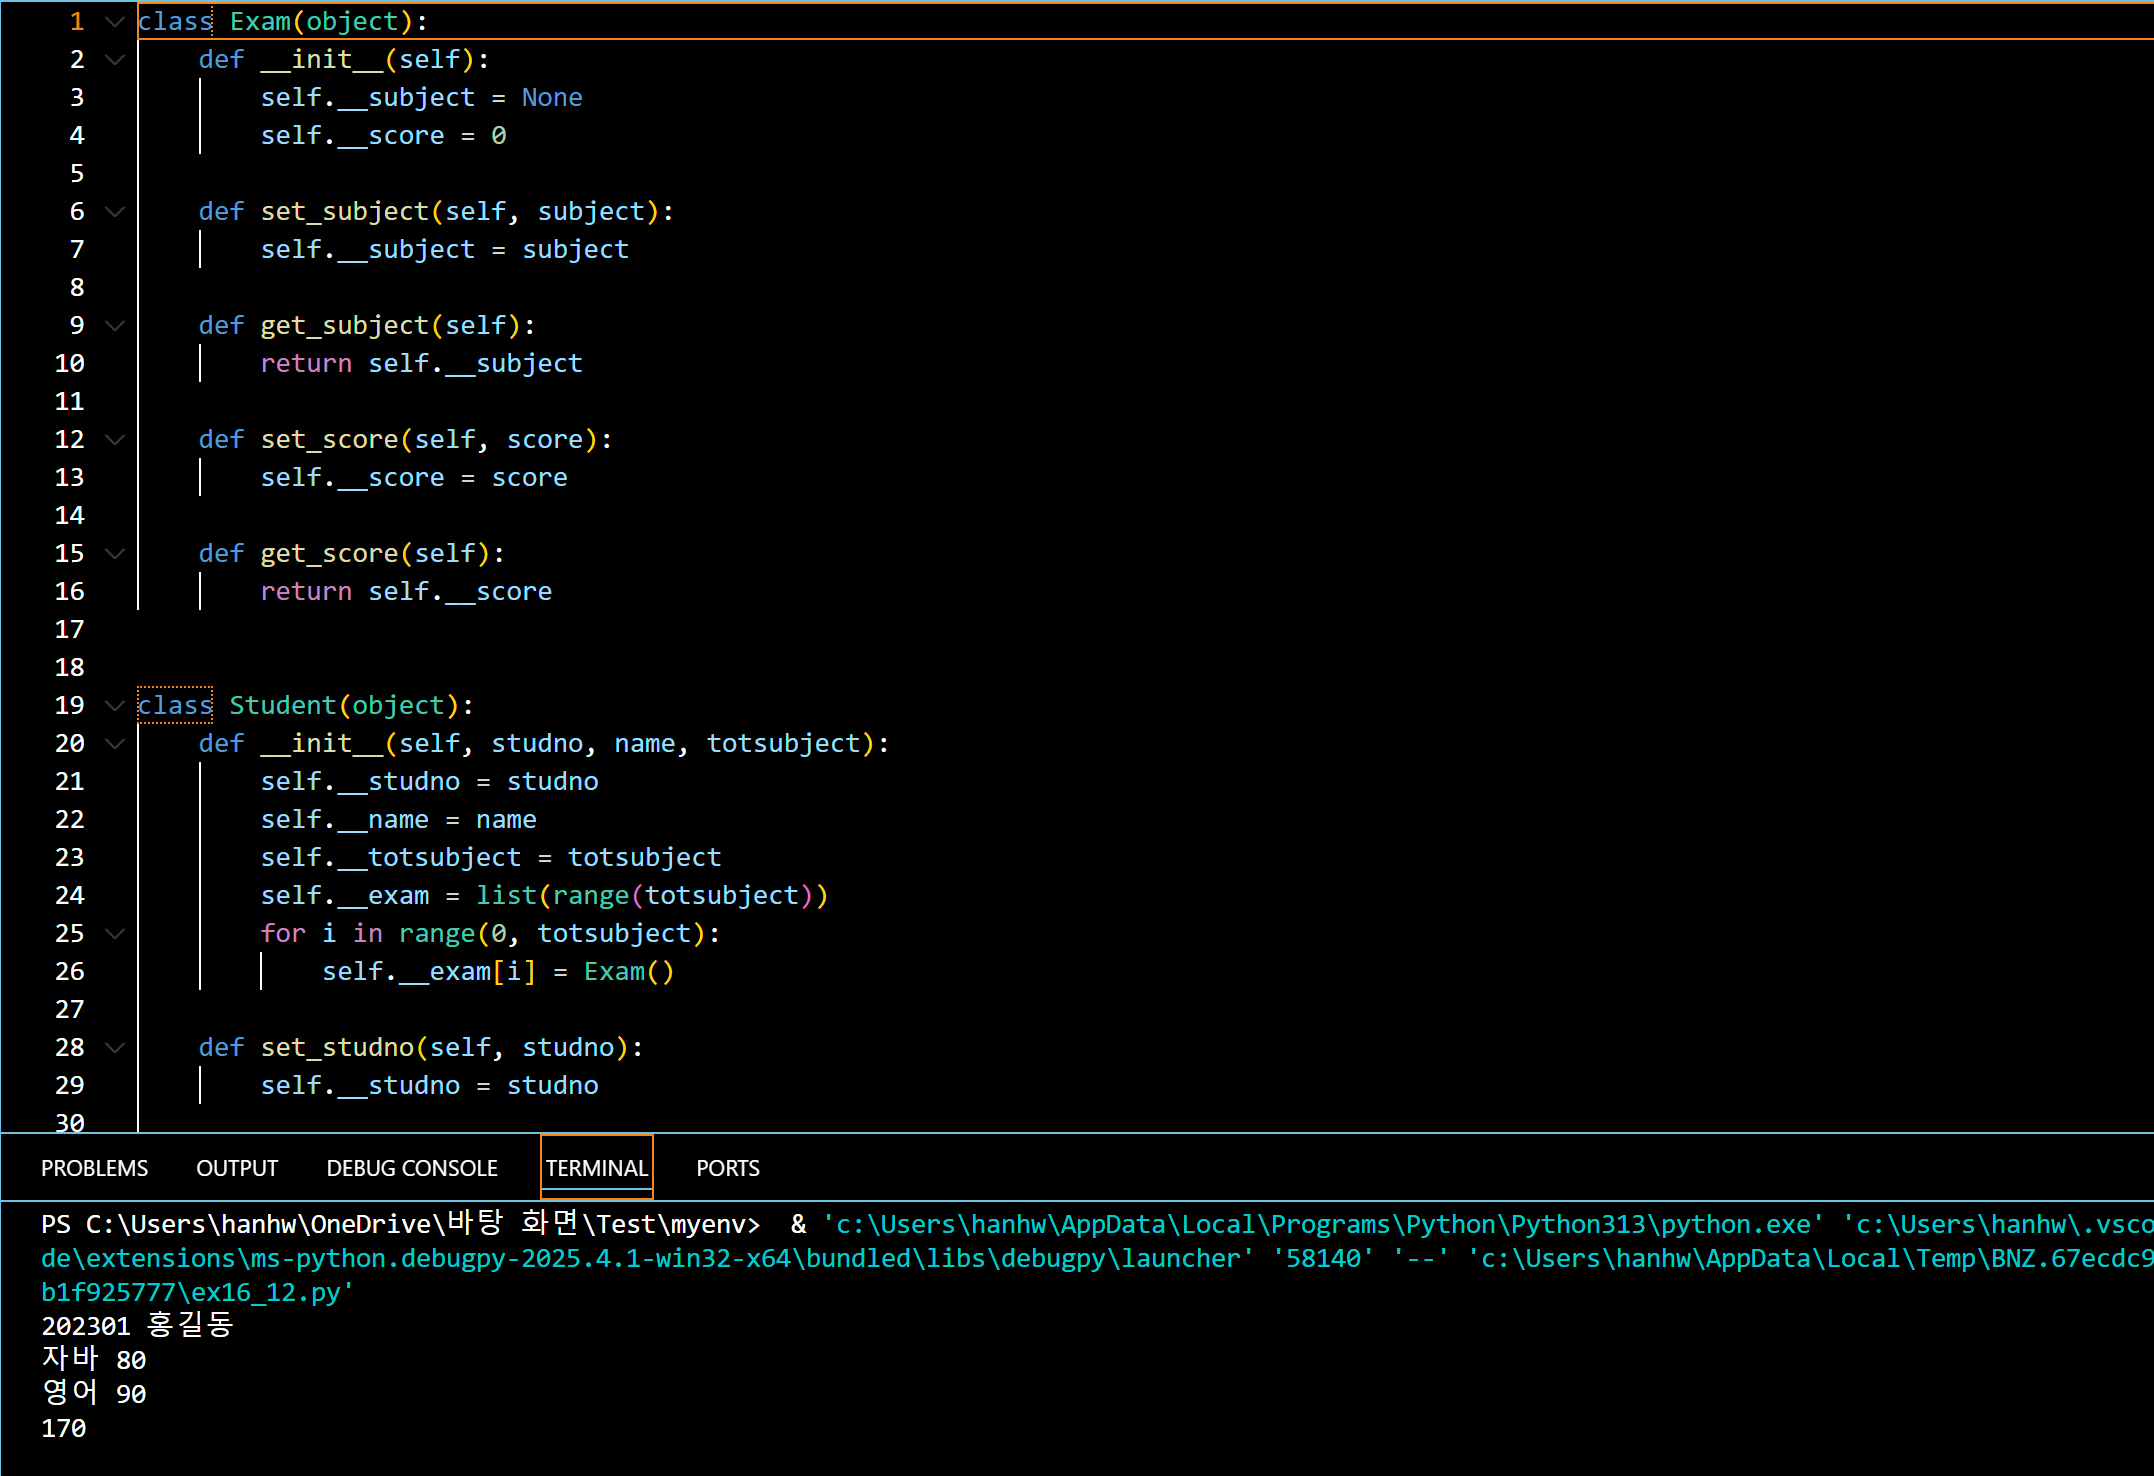 1 class Exam(object):
2     def __init__(self):
3         self.__subject = None
4         self.__score = 0
5
6     def set_subject(self, subject):
7         self.__subject = subject
8
9     def get_subject(self):
10         return self.__subject
11
12     def set_score(self, score):
13         self.__score = score
14
15     def get_score(self):
16         return self.__score
17
18
19 class Student(object):
20     def __init__(self, studno, name, totsubject):
21         self.__studno = studno
22         self.__name = name
23         self.__totsubject = totsubject
24         self.__exam = list(range(totsubject))
25         for i in range(0, totsubject):
26             self.__exam[i] = Exam()
27
28     def set_studno(self, studno):
29         self.__studno = studno
30
PROBLEMS OUTPUT DEBUG CONSOLE TERMINAL PORTS
PS C:\Users\hanhw\OneDrive\바탕 화면\Test\myenv>  & 'c:\Users\hanhw\AppData\Local\Programs\Python\Python313\python.exe' 'c:\Users\hanhw\.vsco
de\extensions\ms-python.debugpy-2025.4.1-win32-x64\bundled\libs\debugpy\launcher' '58140' '--' 'c:\Users\hanhw\AppData\Local\Temp\BNZ.67ecdc9
b1f925777\ex16_12.py'
202301 홍길동
자바 80
영어 90
170